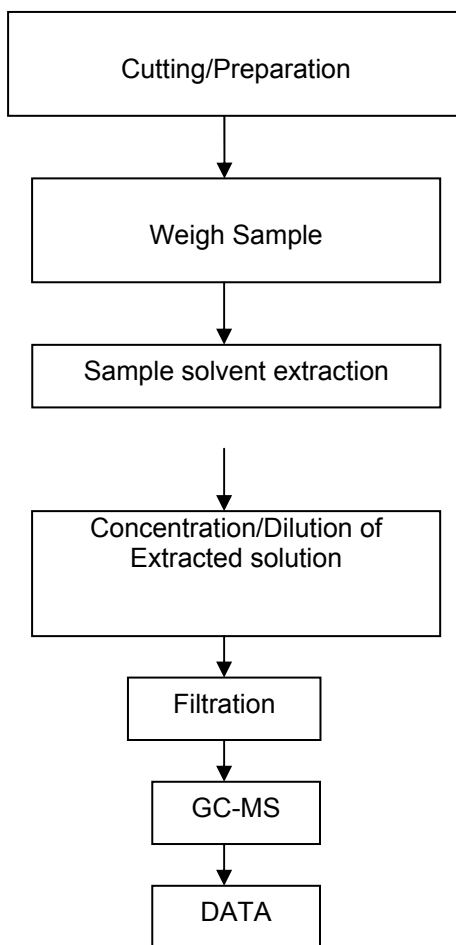 Cutting/Preparation
Weigh Sample
Sample solvent extraction
Concentration/Dilution of
Extracted solution
Filtration
GC-MS
DATA